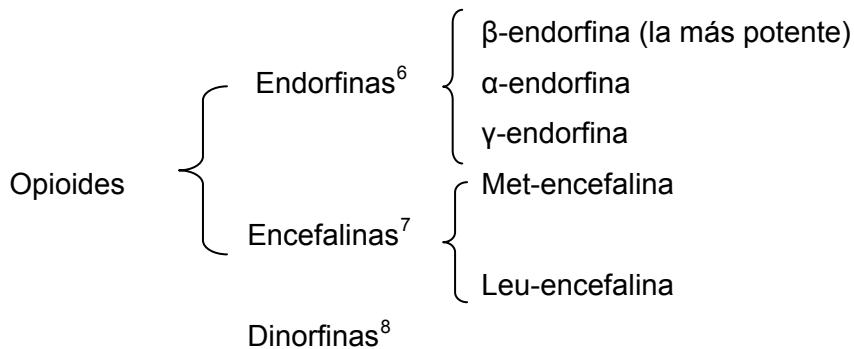 Opioides
Endorfinas⁶
β-endorfina (la más potente)
α-endorfina
γ-endorfina
Encefalinas⁷
Met-encefalina
Leu-encefalina
Dinorfinas⁸